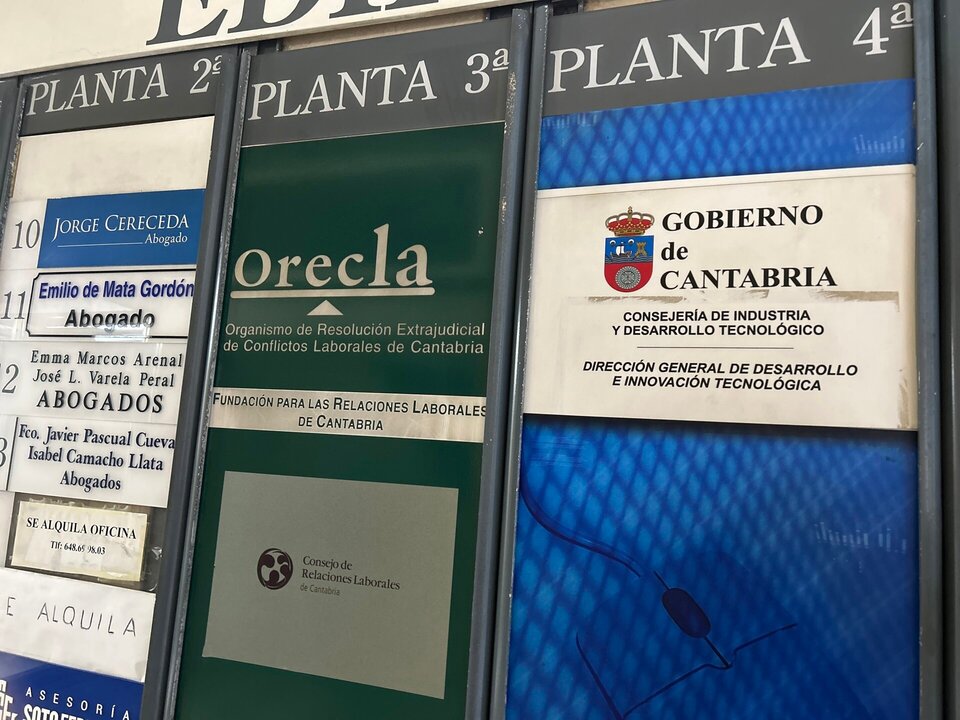 PLANTA 2ª
10
JORGE CERECEDA
Abogado
11
Emilio de Mata Gordón
Abogado
2
Emma Marcos Arenal
José L. Varela Peral
ABOGADOS
3
Fco. Javier Pascual Cueva
Isabel Camacho Llata
Abogados
SE ALQUILA OFICINA
E ALQUILA
ASESORÍA
PLANTA 3ª
Orecla
Organismo de Resolución Extrajudicial
de Conflictos Laborales de Cantabria
FUNDACIÓN PARA LAS RELACIONES LABORALES
DE CANTABRIA
Consejo de
Relaciones Laborales
de Cantabria
PLANTA 4ª
GOBIERNO
de
CANTABRIA
CONSEJERÍA DE INDUSTRIA
Y DESARROLLO TECNOLÓGICO
DIRECCIÓN GENERAL DE DESARROLLO
E INNOVACIÓN TECNOLÓGICA